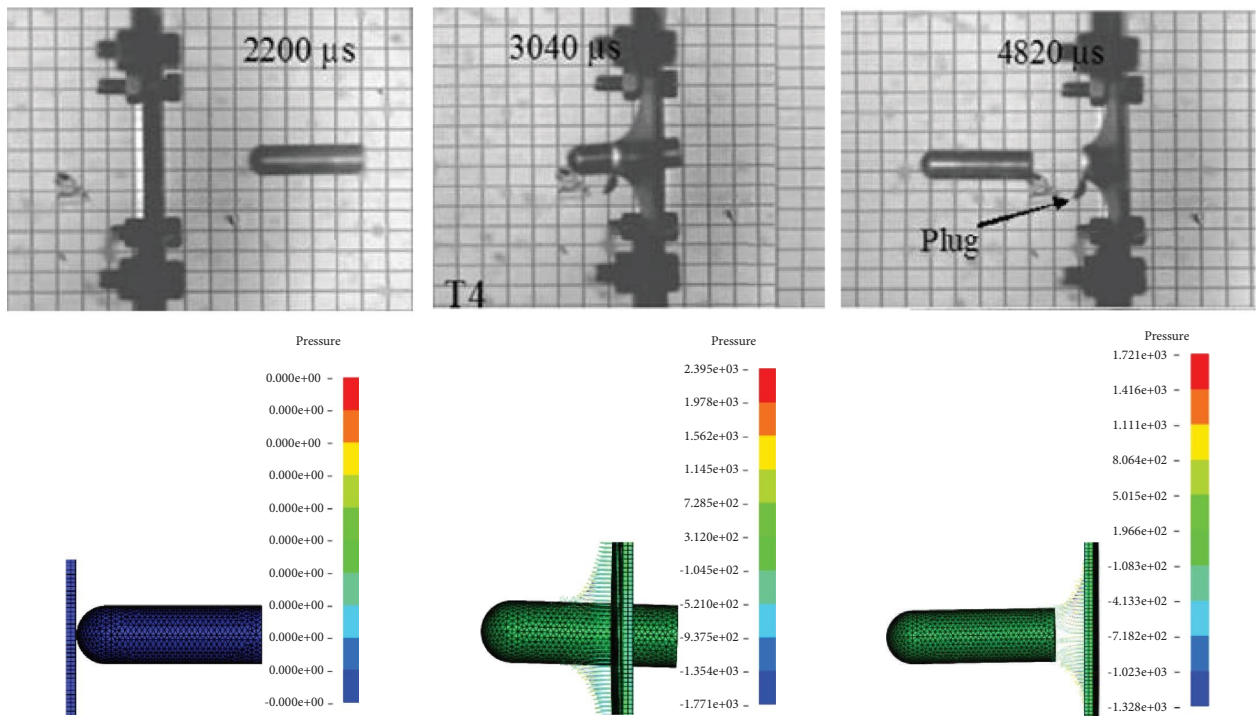 2200 µs
3040 µs
T4
4820 µs
Plug
Pressure
0.000e+00
0.000e+00
0.000e+00
0.000e+00
0.000e+00
0.000e+00
0.000e+00
0.000e+00
0.000e+00
0.000e+00
-0.000e+00
Pressure
2.395e+03
1.978e+03
1.562e+03
1.145e+03
7.285e+02
3.120e+02
-1.045e+02
-5.210e+02
-9.375e+02
-1.354e+03
-1.771e+03
Pressure
1.721e+03
1.416e+03
1.111e+03
8.064e+02
5.015e+02
1.966e+02
-1.083e+02
-4.133e+02
-7.182e+02
-1.023e+03
-1.328e+03